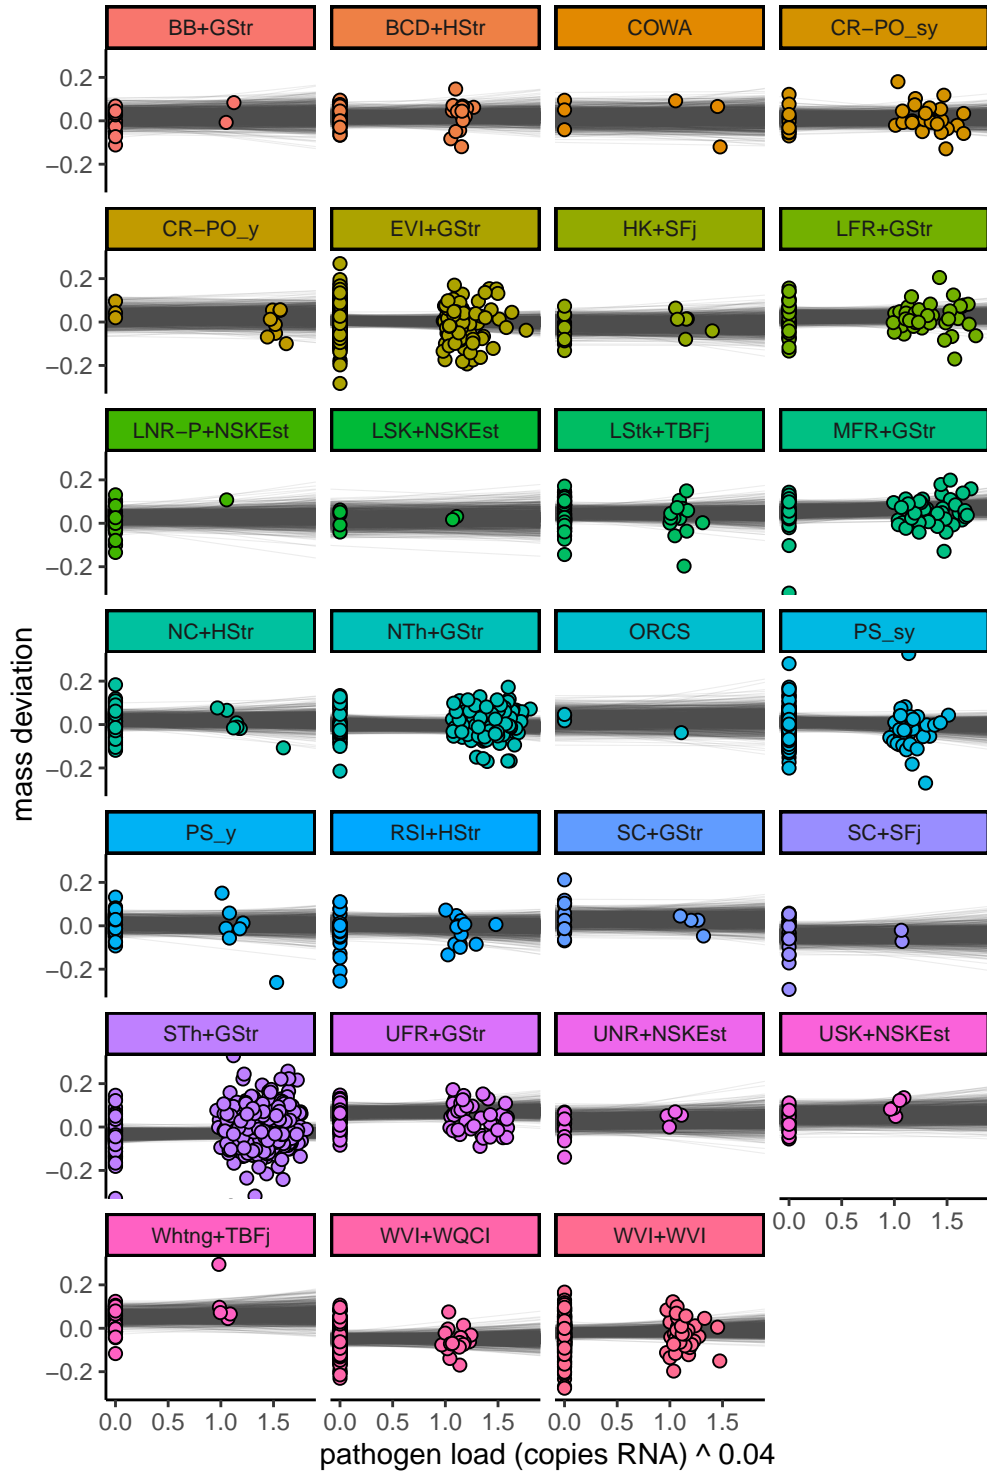 BB+GStr BCD+HStr COWA CR−PO_sy
0.2
0.0
−0.2
CR−PO_y EVI+GStr HK+SFj LFR+GStr
0.2
0.0
−0.2
LNR−P+NSKEst LSK+NSKEst LStk+TBFj MFR+GStr
0.2
0.0
−0.2
NC+HStr NTh+GStr ORCS PS_sy
0.2
0.0
−0.2
PS_y RSI+HStr SC+GStr SC+SFj
0.2
0.0
−0.2
STh+GStr UFR+GStr UNR+NSKEst USK+NSKEst
0.2
0.0
−0.2
0.0 0.5 1.0 1.5
Whtng+TBFj WVI+WQCI WVI+WVI
0.2
0.0
−0.2
0.0 0.5 1.0 1.5 0.0 0.5 1.0 1.5 0.0 0.5 1.0 1.5
pathogen load (copies RNA) ^ 0.04
mass deviation